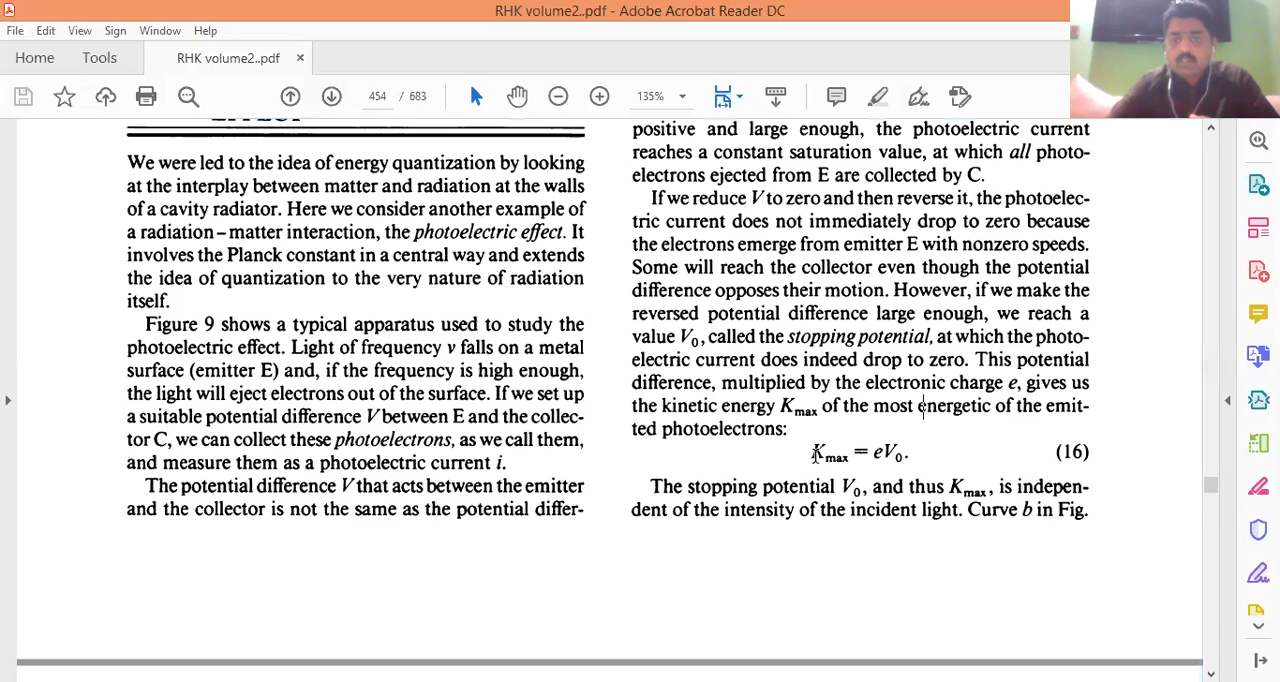 RHK volume2..pdf - Adobe Acrobat Reader DC
File Edit View Sign Window Help
Home Tools RHK volume2..pdf ×
454 / 683 135%
We were led to the idea of energy quantization by looking
at the interplay between matter and radiation at the walls
of a cavity radiator. Here we consider another example of
a radiation–matter interaction, the photoelectric effect. It
involves the Planck constant in a central way and extends
the idea of quantization to the very nature of radiation
itself.
Figure 9 shows a typical apparatus used to study the
photoelectric effect. Light of frequency ν falls on a metal
surface (emitter E) and, if the frequency is high enough,
the light will eject electrons out of the surface. If we set up
a suitable potential difference V between E and the collec-
tor C, we can collect these photoelectrons, as we call them,
and measure them as a photoelectric current i.
The potential difference V that acts between the emitter
and the collector is not the same as the potential differ-
positive and large enough, the photoelectric current
reaches a constant saturation value, at which all photo-
electrons ejected from E are collected by C.
If we reduce V to zero and then reverse it, the photoelec-
tric current does not immediately drop to zero because
the electrons emerge from emitter E with nonzero speeds.
Some will reach the collector even though the potential
difference opposes their motion. However, if we make the
reversed potential difference large enough, we reach a
value V₀, called the stopping potential, at which the photo-
electric current does indeed drop to zero. This potential
difference, multiplied by the electronic charge e, gives us
the kinetic energy Kmax of the most energetic of the emit-
ted photoelectrons:
Kmax = eV₀. (16)
The stopping potential V₀, and thus Kmax, is indepen-
dent of the intensity of the incident light. Curve b in Fig.